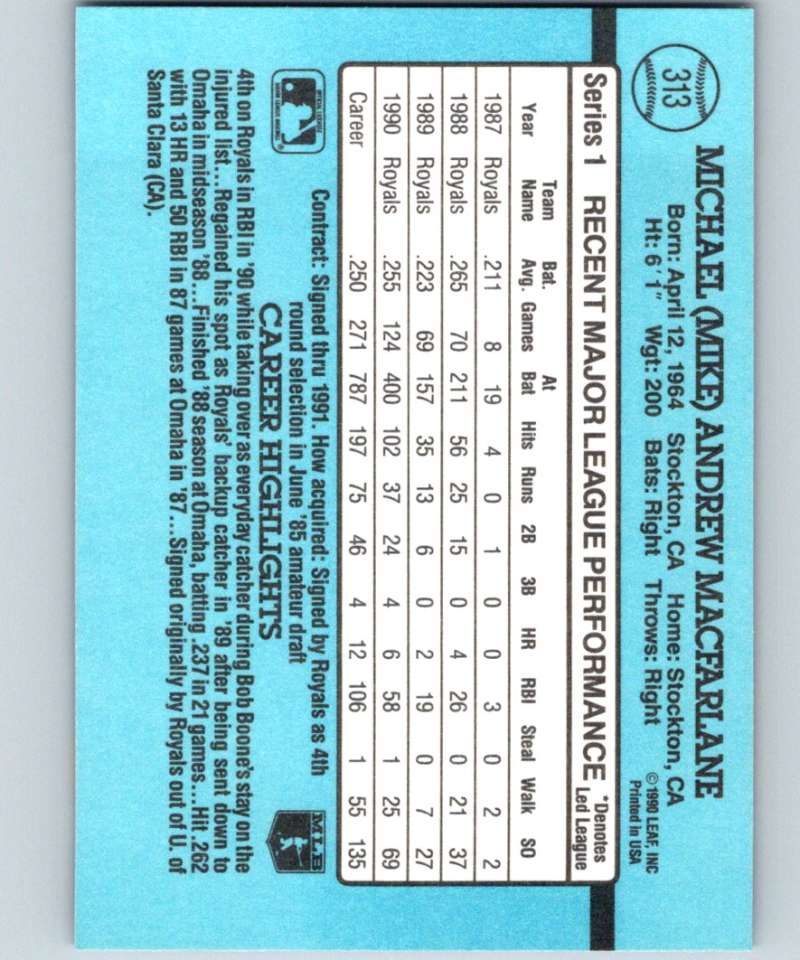 313
MICHAEL (MIKE) ANDREW MACFARLANE
Born: April 12, 1964 Stockton, CA Home: Stockton, CA
Ht: 6' 1" Wgt: 200 Bats: Right Throws: Right
© 1990 LEAF, INC
Printed in USA
Series 1 RECENT MAJOR LEAGUE PERFORMANCE *Denotes Led League
Year Team Name Bat. Avg. Games At Bat Hits Runs 2B 3B HR RBI Steal Walk SO
1987 Royals .211 8 19 4 0 1 0 0 3 0 2 2
1988 Royals .265 70 211 56 25 15 0 4 26 0 21 37
1989 Royals .223 69 157 35 13 6 0 2 19 0 7 27
1990 Royals .255 124 400 102 37 24 4 6 58 1 25 69
Career .250 271 787 197 75 46 4 12 106 1 55 135
Contract: Signed thru 1991. How acquired: Signed by Royals as 4th
round selection in June '85 amateur draft
CAREER HIGHLIGHTS
MLB
4th on Royals in RBI in '90 while taking over as everyday catcher during Bob Boone's stay on the
injured list...Regained his spot as Royals' backup catcher in '89 after being sent down to
Omaha in midseason '88...Finished '88 season at Omaha, batting .237 in 21 games...Hit .262
with 13 HR and 50 RBI in 87 games at Omaha in '87...Signed originally by Royals out of U. of
Santa Clara (CA).